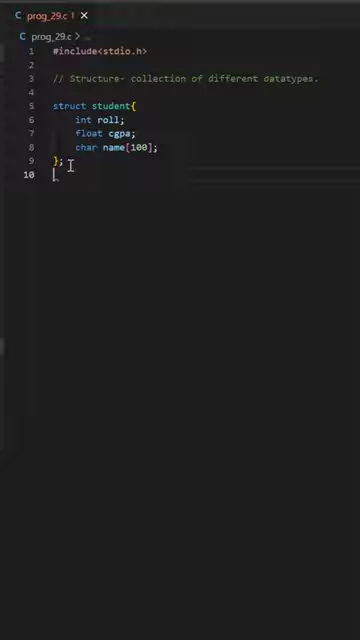 C prog_29.c 1 ×
C prog_29.c > ...
1 #include<stdio.h>
2
3 // Structure- collection of different datatypes.
4
5 struct student{
6 int roll;
7 float cgpa;
8 char name[100];
9 };
10